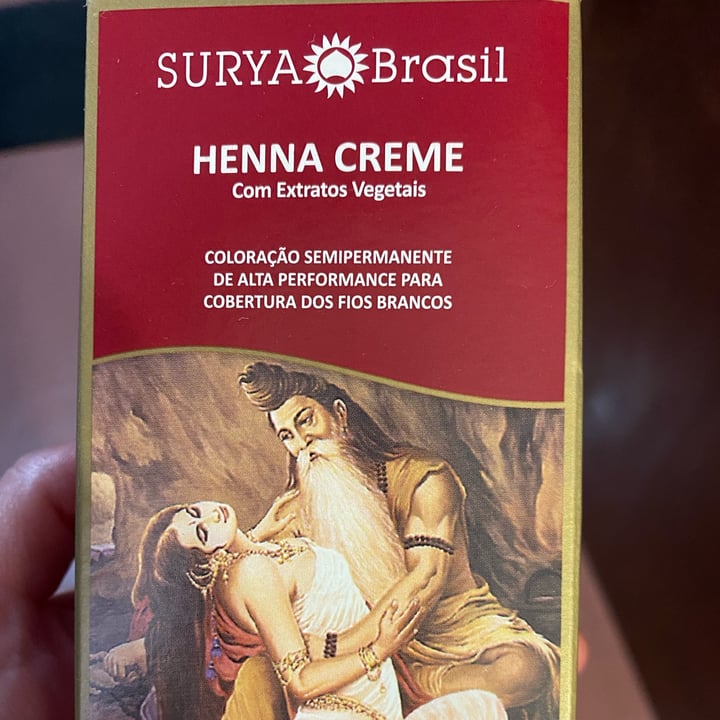 SURYA Brasil
HENNA CREME
Com Extratos Vegetais
COLORAÇÃO SEMIPERMANENTE
DE ALTA PERFORMANCE PARA
COBERTURA DOS FIOS BRANCOS